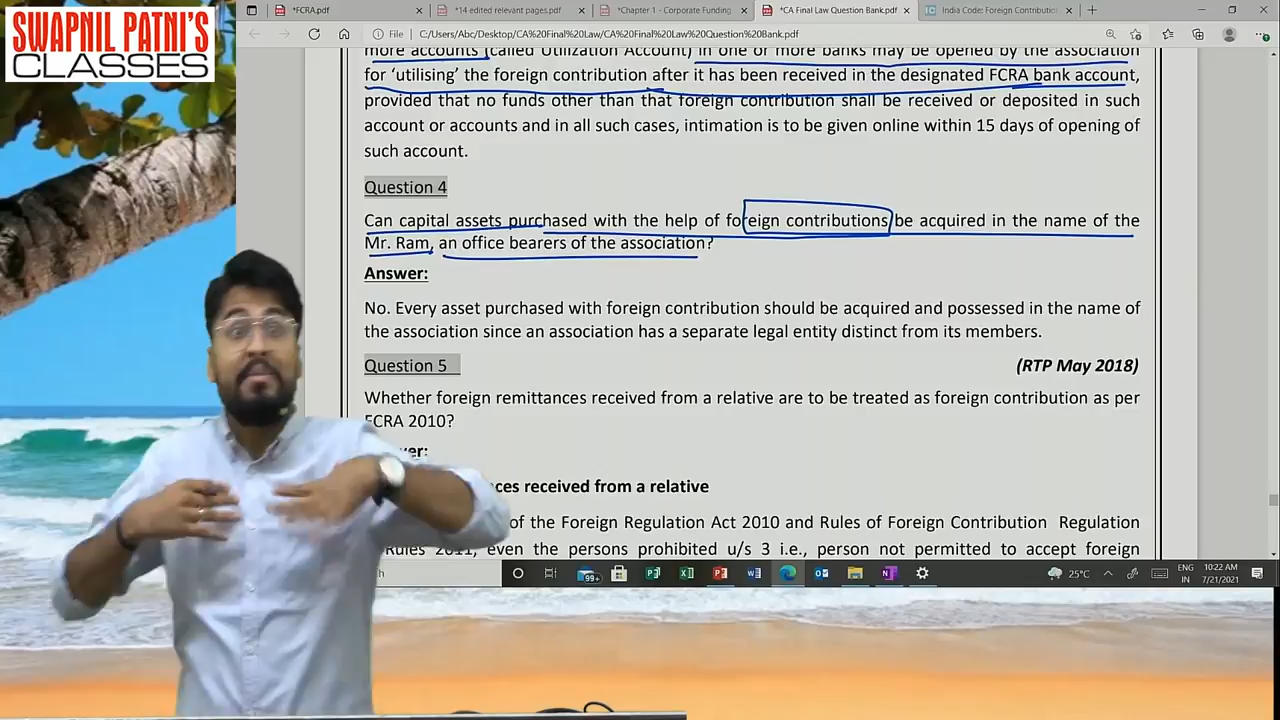 SWAPNIL PATNI'S
CLASSES
*FCRA.pdf
*14 edited relevant pages.pdf
*Chapter 1 - Corporate Funding
*CA Final Law Question Bank.pdf
India Code: Foreign Contributio
File
C:/Users/Abc/Desktop/CA%20Final%20Law/CA%20Final%20Law%20Question%20Bank.pdf
more accounts (called Utilization Account) in one or more banks may be opened by the association
for ‘utilising’ the foreign contribution after it has been received in the designated FCRA bank account,
provided that no funds other than that foreign contribution shall be received or deposited in such
account or accounts and in all such cases, intimation is to be given online within 15 days of opening of
such account.
Question 4
Can capital assets purchased with the help of foreign contributions be acquired in the name of the
Mr. Ram, an office bearers of the association?
Answer:
No. Every asset purchased with foreign contribution should be acquired and possessed in the name of
the association since an association has a separate legal entity distinct from its members.
Question 5
(RTP May 2018)
Whether foreign remittances received from a relative are to be treated as foreign contribution as per
FCRA 2010?
wer:
ces received from a relative
of the Foreign Regulation Act 2010 and Rules of Foreign Contribution Regulation
Rules 2011, even the persons prohibited u/s 3 i.e., person not permitted to accept foreign
h
99+
25°C
ENG
IN
10:22 AM
7/21/2021